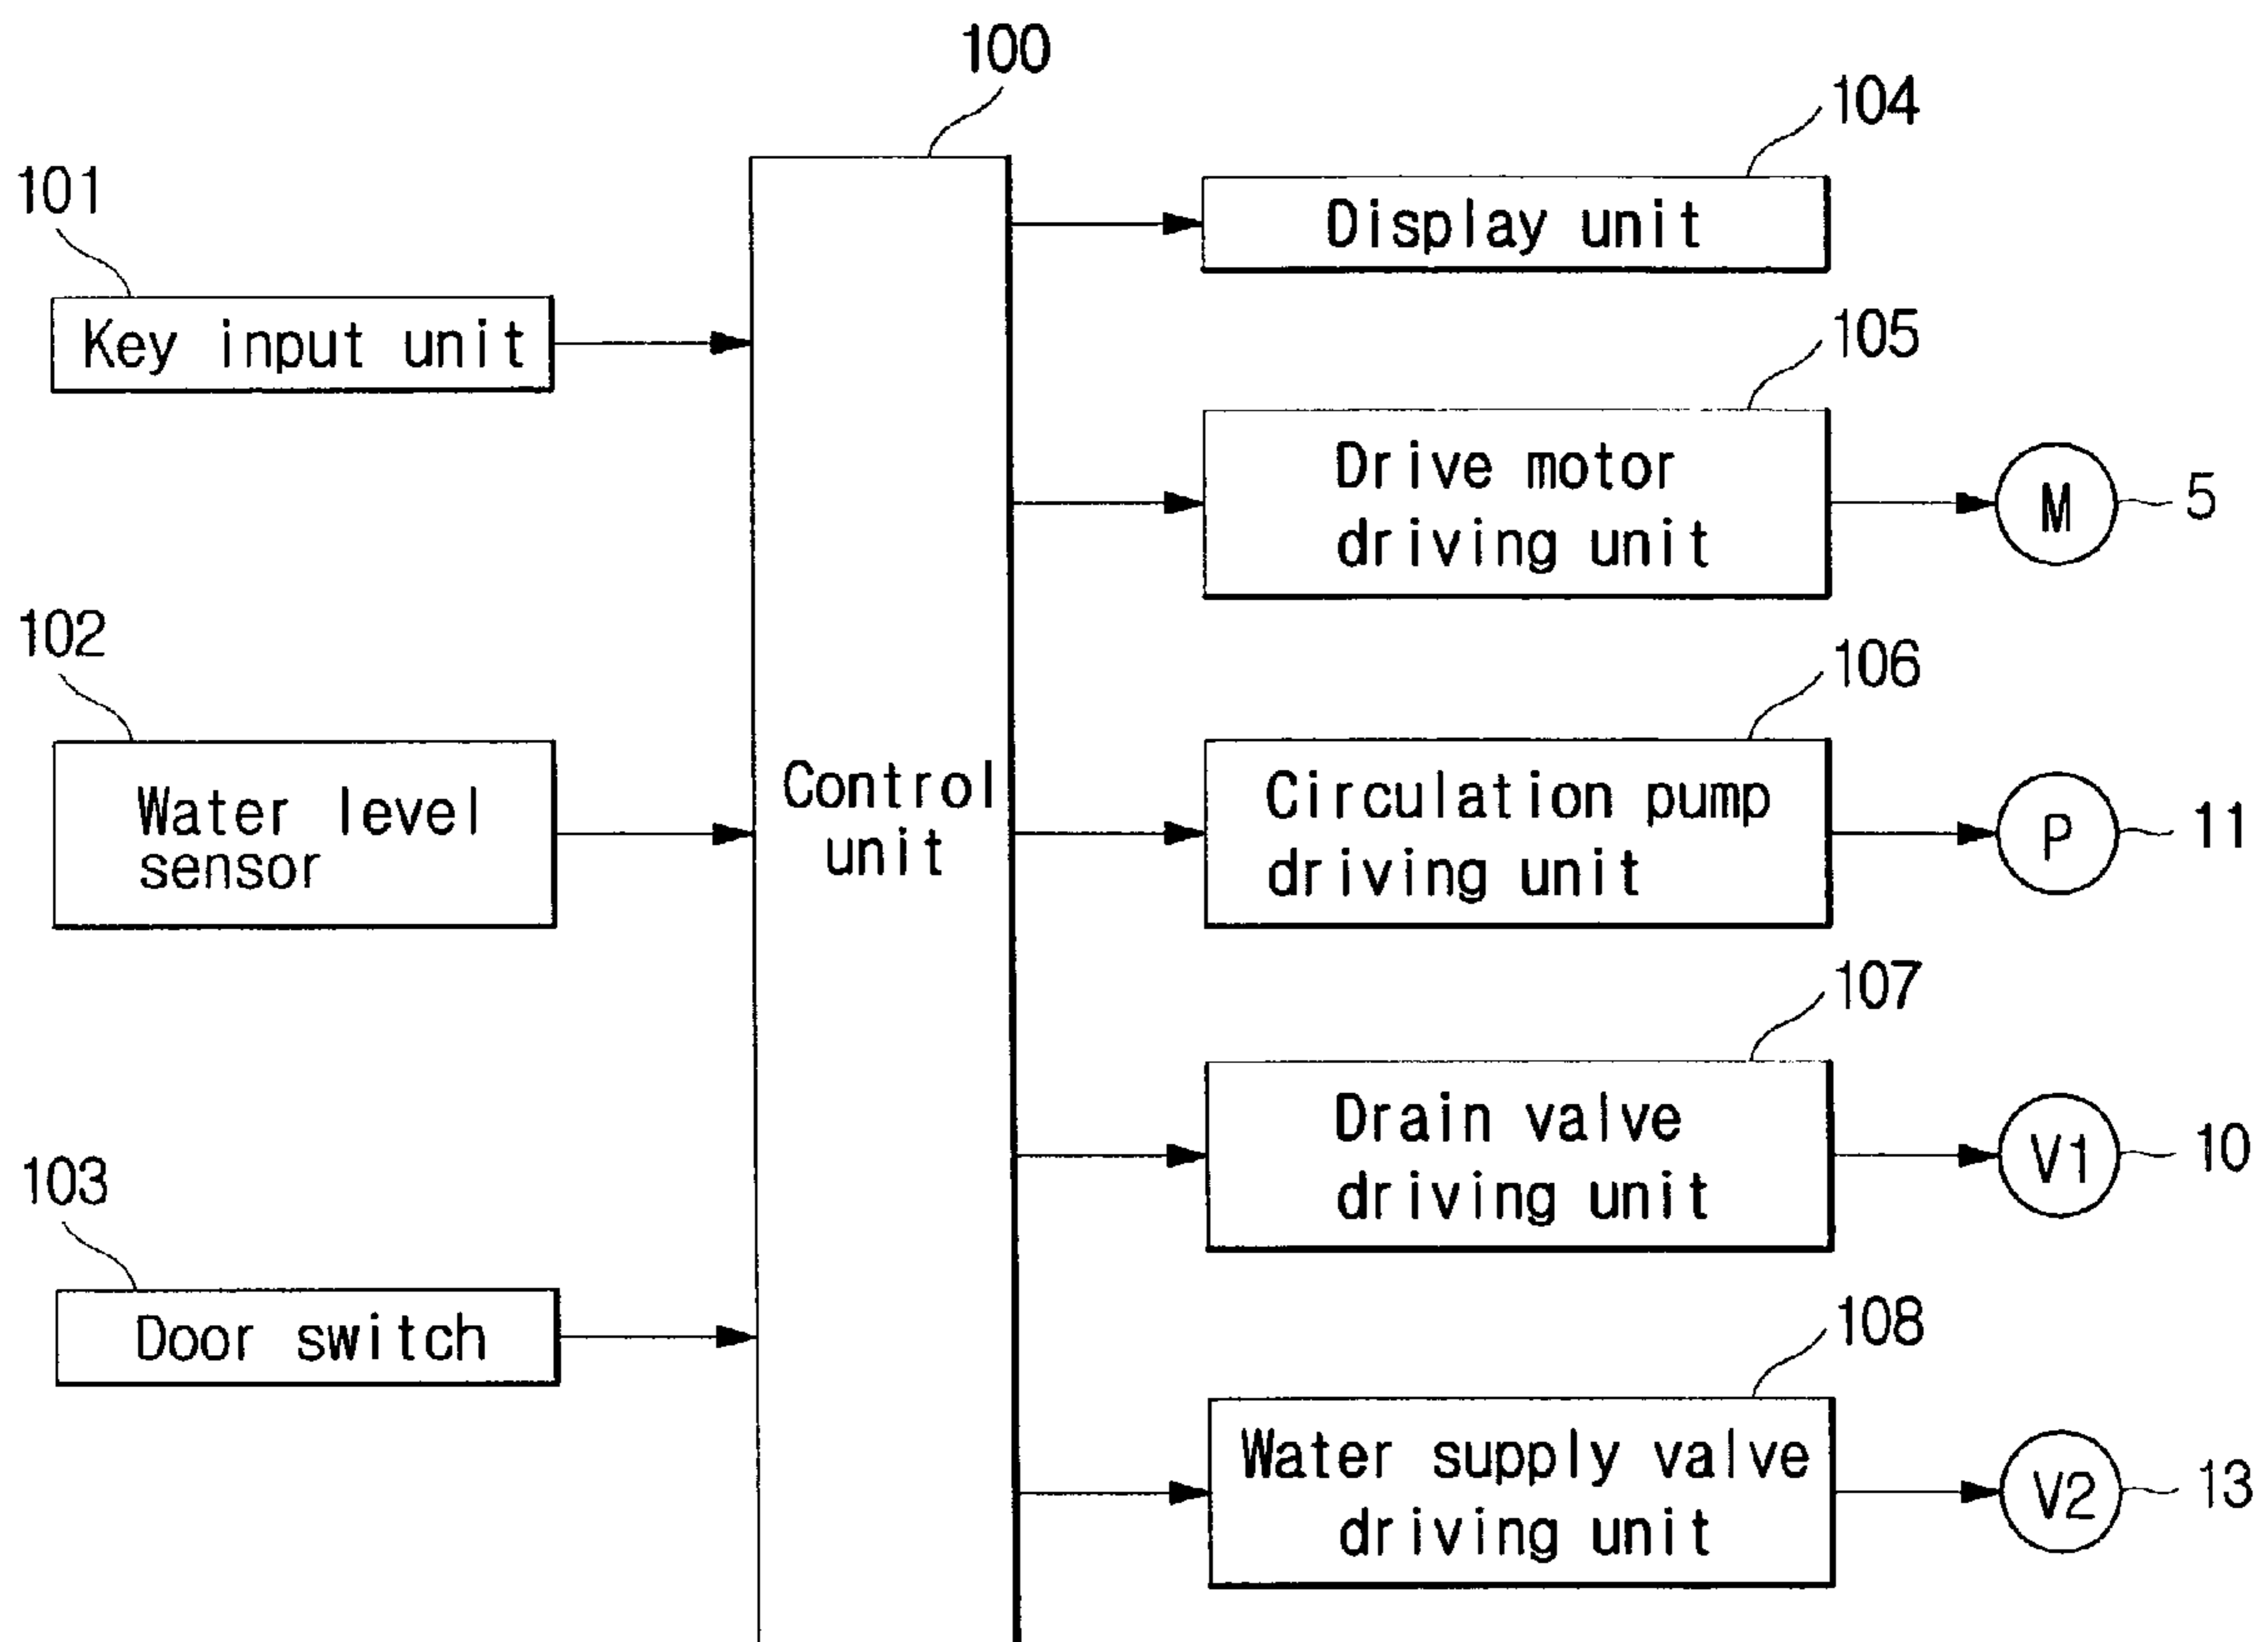 100
104
101
Display unit
Key input unit
105
Drive motor
driving unit
M
5
102
106
Water level
sensor
Control
unit
Circulation pump
driving unit
P
11
107
103
Drain valve
driving unit
V1
10
Door switch
108
Water supply valve
driving unit
V2
13